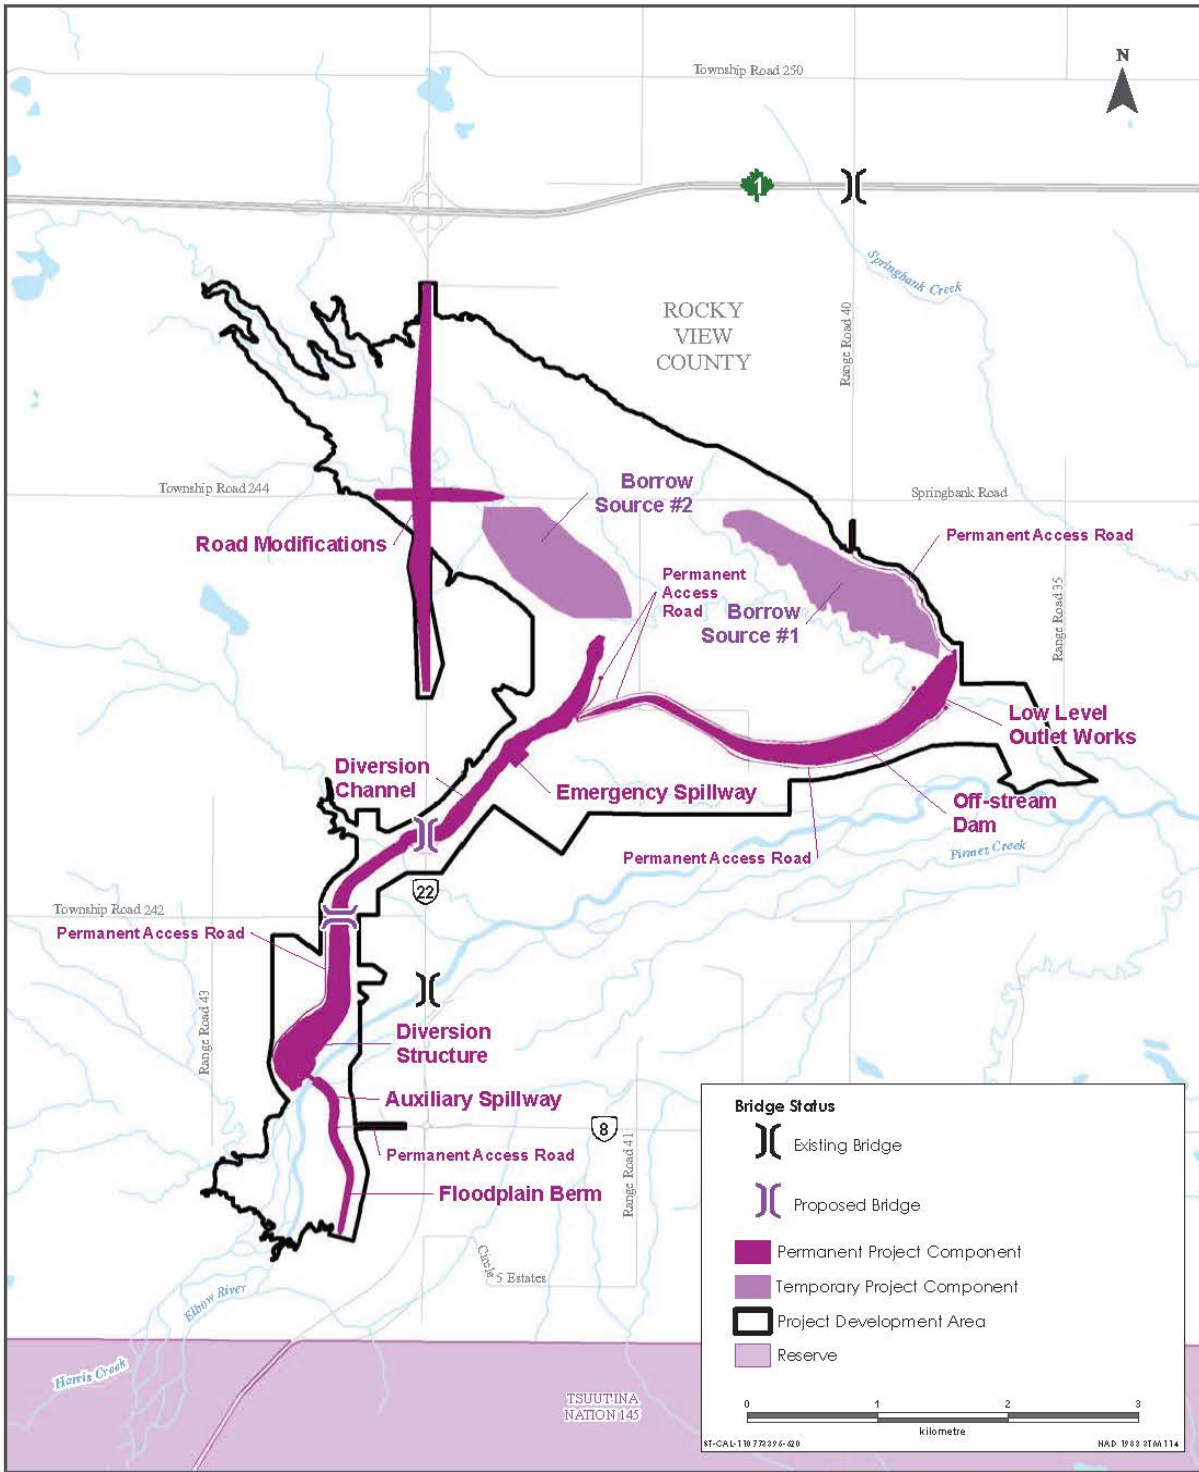 Township Road 250
N
1
Springbank Creek
ROCKY
VIEW
COUNTY
Range Road 40
Township Road 244
Borrow
Source #2
Springbank Road
Road Modifications
Permanent Access Road
Permanent
Access
Road
Borrow
Source #1
Range Road 35
Low Level
Outlet Works
Diversion
Channel
Emergency Spillway
Off-stream
Dam
Permanent Access Road
Pirmez Creek
22
Township Road 242
Permanent Access Road
Range Road 43
Diversion
Structure
Auxiliary Spillway
8
Permanent Access Road
Range Road 41
Floodplain Berm
Circle 5 Estates
Elbow River
Harris Creek
TSUUT'INA
NATION 145
Bridge Status
Existing Bridge
Proposed Bridge
Permanent Project Component
Temporary Project Component
Project Development Area
Reserve
0 1 2 3
kilometre
ST-CAL-110773396-620
NAD 1983 3TM 114